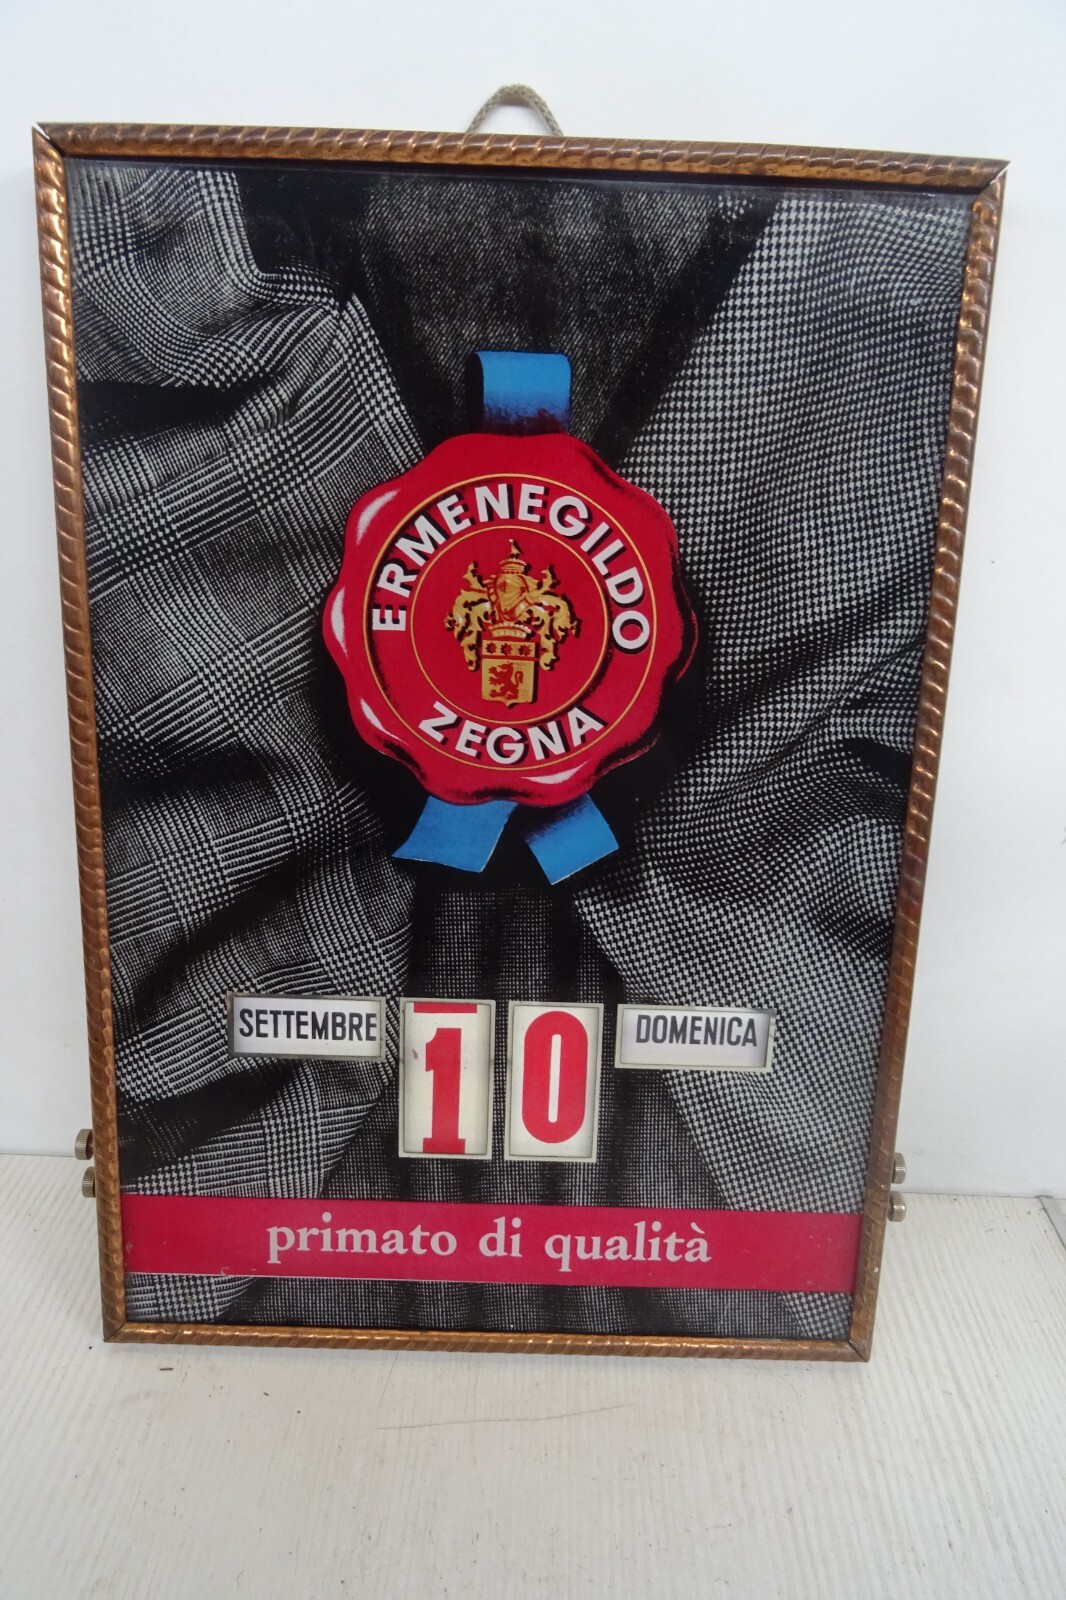 ERMENEGILDO
ZEGNA
SETTEMBRE 10 DOMENICA
primato di qualità